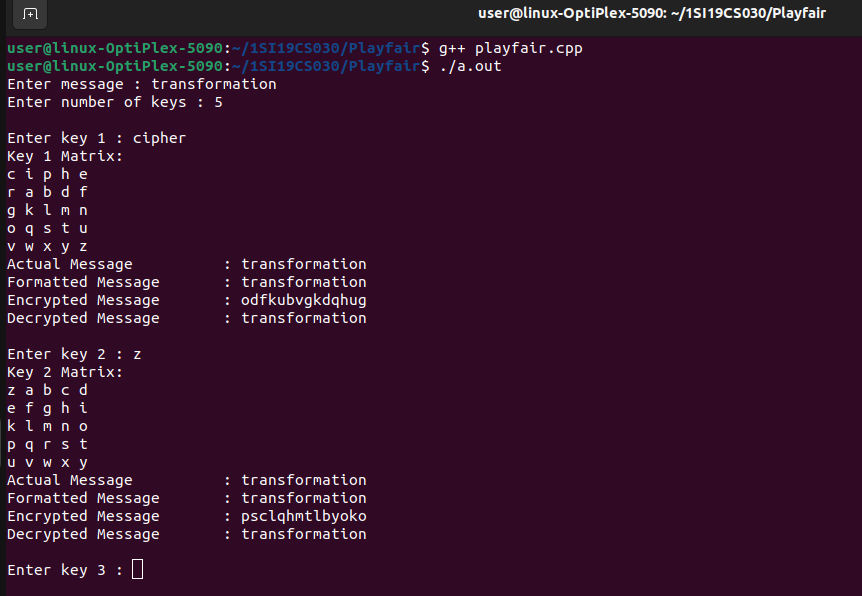 user@linux-OptiPlex-5090: ~/1SI19CS030/Playfair
user@linux-OptiPlex-5090:~/1SI19CS030/Playfair$ g++ playfair.cpp
user@linux-OptiPlex-5090:~/1SI19CS030/Playfair$ ./a.out
Enter message : transformation
Enter number of keys : 5
Enter key 1 : cipher
Key 1 Matrix:
c i p h e
r a b d f
g k l m n
o q s t u
v w x y z
Actual Message : transformation
Formatted Message : transformation
Encrypted Message : odfkubvgkdqhug
Decrypted Message : transformation
Enter key 2 : z
Key 2 Matrix:
z a b c d
e f g h i
k l m n o
p q r s t
u v w x y
Actual Message : transformation
Formatted Message : transformation
Encrypted Message : psclqhmtlbyoko
Decrypted Message : transformation
Enter key 3 :